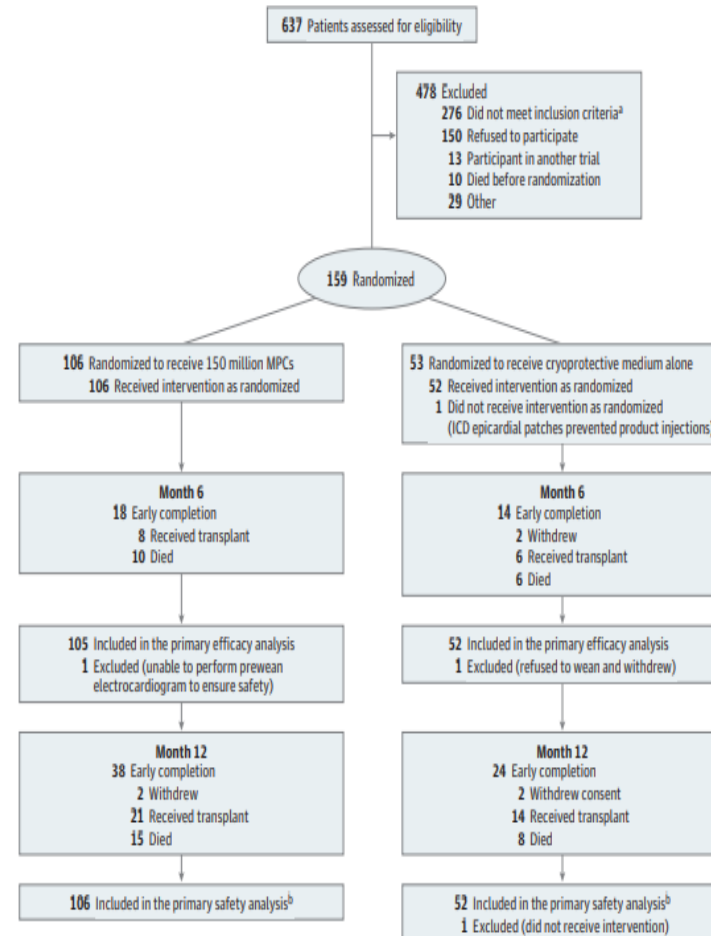 637 Patients assessed for eligibility
478 Excluded
276 Did not meet inclusion criteriaᵃ
150 Refused to participate
13 Participant in another trial
10 Died before randomization
29 Other
159 Randomized
106 Randomized to receive 150 million MPCs
106 Received intervention as randomized
53 Randomized to receive cryoprotective medium alone
52 Received intervention as randomized
1 Did not receive intervention as randomized
(ICD epicardial patches prevented product injections)
Month 6
18 Early completion
8 Received transplant
10 Died
Month 6
14 Early completion
2 Withdrew
6 Received transplant
6 Died
105 Included in the primary efficacy analysis
1 Excluded (unable to perform prewean
electrocardiogram to ensure safety)
52 Included in the primary efficacy analysis
1 Excluded (refused to wean and withdrew)
Month 12
38 Early completion
2 Withdrew
21 Received transplant
15 Died
Month 12
24 Early completion
2 Withdrew consent
14 Received transplant
8 Died
106 Included in the primary safety analysisᵇ
52 Included in the primary safety analysisᵇ
1 Excluded (did not receive intervention)